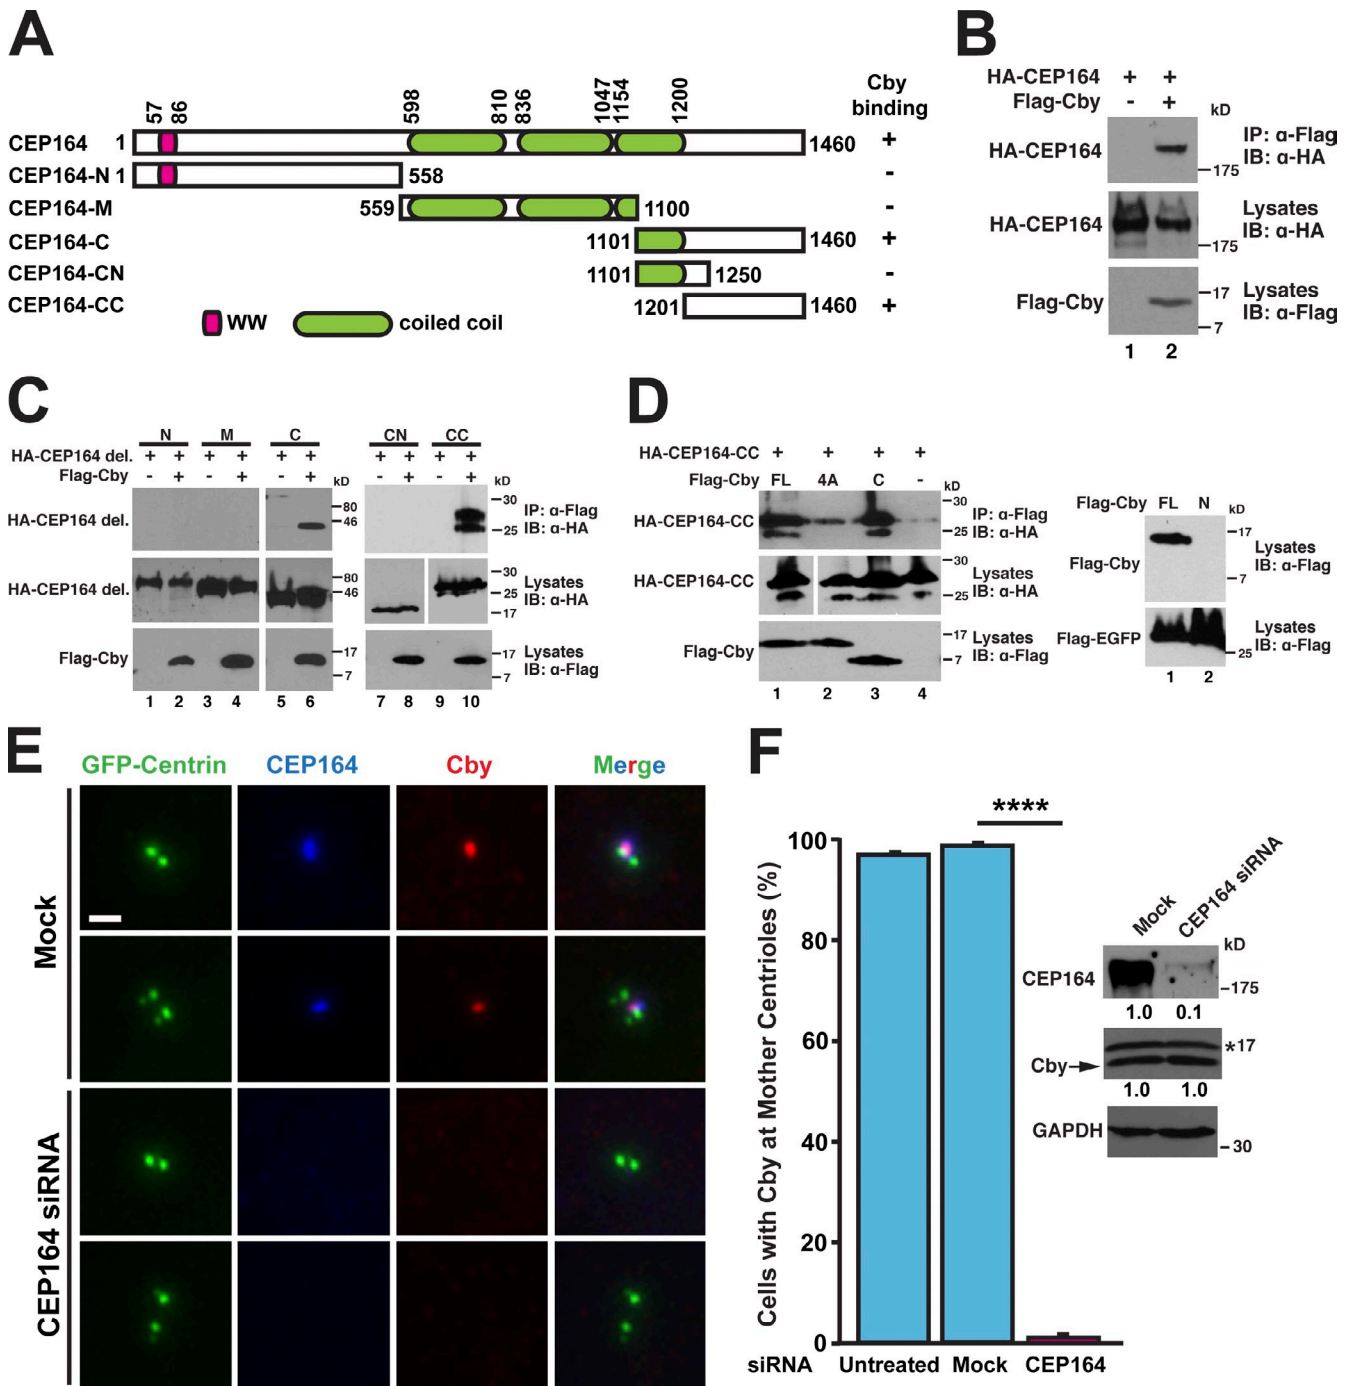 A
57 86 598 810 836 1047 1154 1200
Cby
binding
CEP164 1 1460 +
CEP164-N 1 558 -
CEP164-M 559 1100 -
CEP164-C 1101 1460 +
CEP164-CN 1101 1250 -
CEP164-CC 1201 1460 +
WW coiled coil
B
HA-CEP164 + +
Flag-Cby - + kD
HA-CEP164 175 IP: α-Flag
IB: α-HA
HA-CEP164 175 Lysates
IB: α-HA
Flag-Cby 17 7 Lysates
IB: α-Flag
1 2
C
N M C CN CC
HA-CEP164 del. + + + + + + + + + +
Flag-Cby - + - + - + kD - + - + kD
HA-CEP164 del. 80 46 30 25 IP: α-Flag
IB: α-HA
HA-CEP164 del. 80 46 30 25 17 Lysates
IB: α-HA
Flag-Cby 17 7 17 7 Lysates
IB: α-Flag
1 2 3 4 5 6 7 8 9 10
D
HA-CEP164-CC + + + +
Flag-Cby FL 4A C - kD
HA-CEP164-CC 30 25 IP: α-Flag
IB: α-HA
HA-CEP164-CC 30 25 Lysates
IB: α-HA
Flag-Cby 17 7 Lysates
IB: α-Flag
1 2 3 4
Flag-Cby FL N kD
Flag-Cby 17 7 Lysates
IB: α-Flag
Flag-EGFP 25 Lysates
IB: α-Flag
1 2
E
GFP-Centrin CEP164 Cby Merge
Mock
CEP164 siRNA
F
Cells with Cby at Mother Centrioles (%)
100
80
60
40
20
0
****
siRNA Untreated Mock CEP164
Mock CEP164 siRNA
kD
CEP164 175
1.0 0.1
Cby *17
1.0 1.0
GAPDH 30